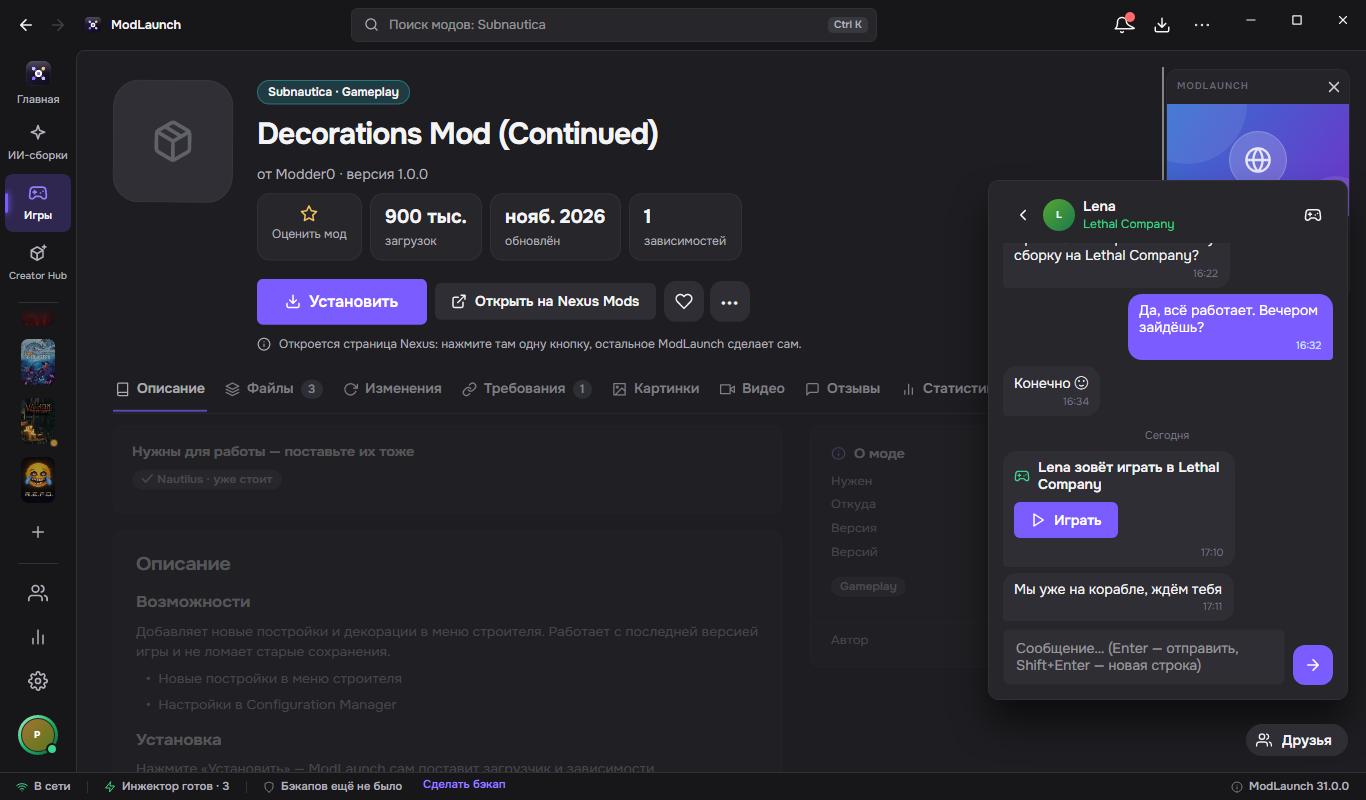 ModLaunch
Поиск модов: Subnautica
Ctrl K
Главная
ИИ-сборки
Игры
Creator Hub
P
Subnautica · Gameplay
Decorations Mod (Continued)
от Modder0 · версия 1.0.0
Оценить мод
900 тыс.
загрузок
нояб. 2026
обновлён
1
зависимостей
Установить
Открыть на Nexus Mods
Откроется страница Nexus: нажмите там одну кнопку, остальное ModLaunch сделает сам.
Описание
Файлы 3
Изменения
Требования 1
Картинки
Видео
Отзывы
Нужны для работы — поставьте их тоже
Nautilus · уже стоит
Описание
Возможности
Добавляет новые постройки и декорации в меню строителя. Работает с последней версией
игры и не ломает старые сохранения.
• Новые постройки в меню строителя
• Настройки в Configuration Manager
Установка
Нажмите «Установить» — ModLaunch сам поставит загрузчик и зависимости
О моде
Нужен
Откуда
Версия
Версий
Gameplay
Автор
MODLAUNCH
L
Lena
Lethal Company
сборку на Lethal Company?
16:22
Да, всё работает. Вечером
зайдёшь?
16:32
Конечно
16:34
Сегодня
Lena зовёт играть в Lethal
Company
Играть
17:10
Мы уже на корабле, ждём тебя
17:11
Сообщение... (Enter — отправить,
Shift+Enter — новая строка)
Друзья
В сети
Инжектор готов · 3
Бэкапов ещё не было
Сделать бэкап
ModLaunch 31.0.0